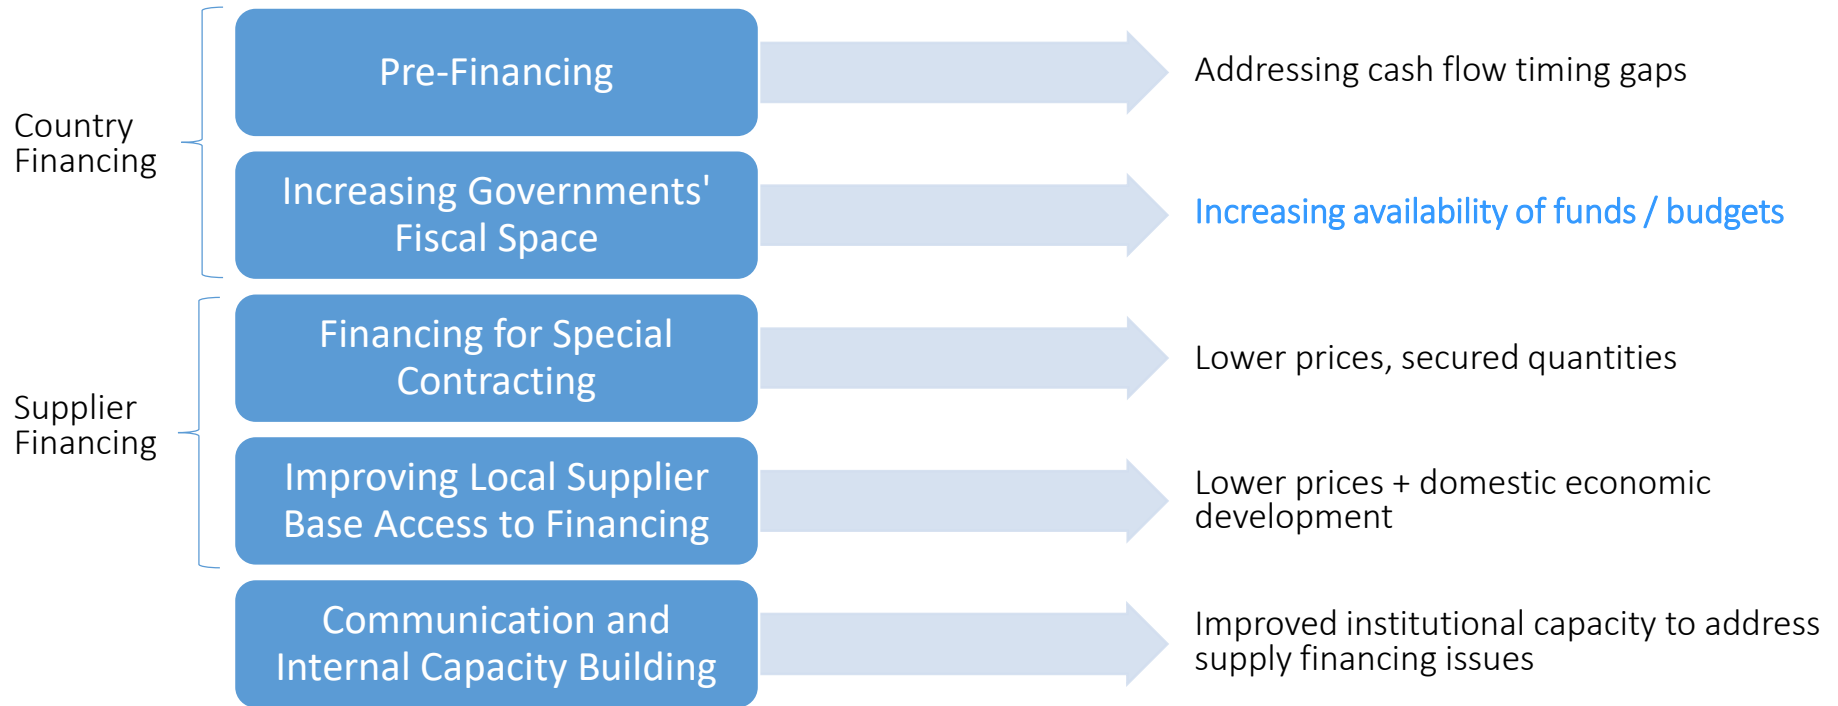 Country
Financing
Pre-Financing
Addressing cash flow timing gaps
Increasing Governments'
Fiscal Space
Increasing availability of funds / budgets
Supplier
Financing
Financing for Special
Contracting
Lower prices, secured quantities
Improving Local Supplier
Base Access to Financing
Lower prices + domestic economic
development
Communication and
Internal Capacity Building
Improved institutional capacity to address
supply financing issues